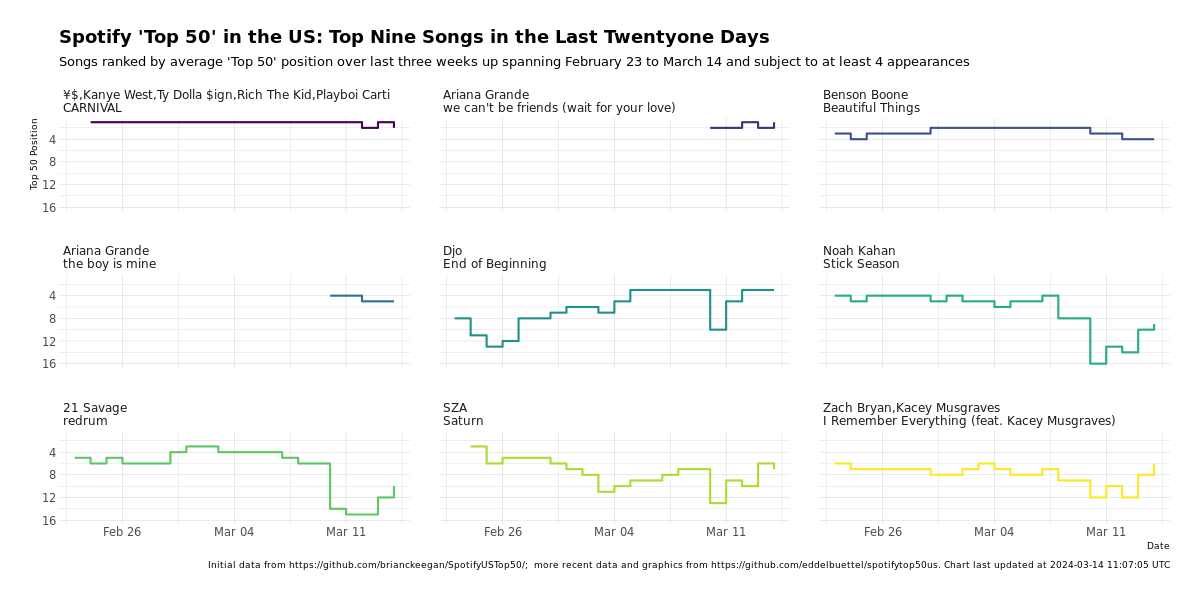 Spotify 'Top 50' in the US: Top Nine Songs in the Last Twentyone Days
Songs ranked by average 'Top 50' position over last three weeks up spanning February 23 to March 14 and subject to at least 4 appearances
¥$,Kanye West,Ty Dolla $ign,Rich The Kid,Playboi Carti
CARNIVAL
Ariana Grande
we can't be friends (wait for your love)
Benson Boone
Beautiful Things
Top 50 Position
4
8
12
16
Ariana Grande
the boy is mine
Djo
End of Beginning
Noah Kahan
Stick Season
4
8
12
16
21 Savage
redrum
SZA
Saturn
Zach Bryan,Kacey Musgraves
I Remember Everything (feat. Kacey Musgraves)
4
8
12
16
Feb 26 Mar 04 Mar 11 Feb 26 Mar 04 Mar 11 Feb 26 Mar 04 Mar 11
Date
Initial data from https://github.com/brianckeegan/SpotifyUSTop50/;  more recent data and graphics from https://github.com/eddelbuettel/spotifytop50us. Chart last updated at 2024-03-14 11:07:05 UTC